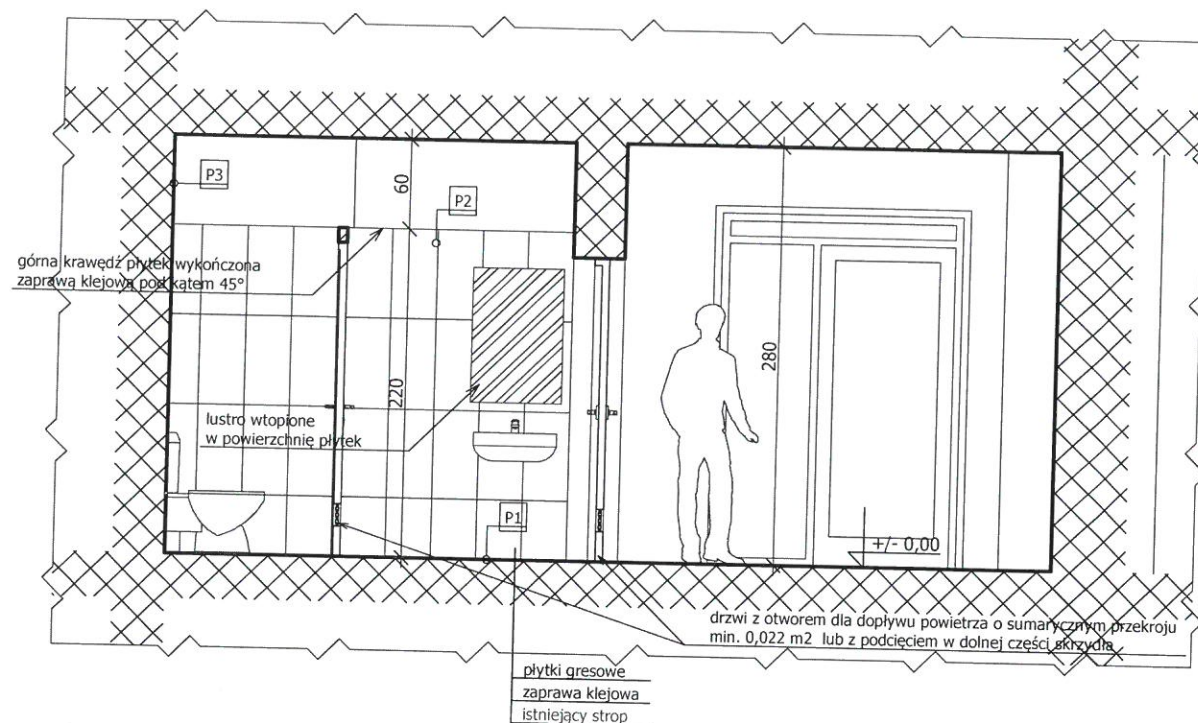 P3
60
P2
górna krawędź płytek wykończona
zaprawą klejową pod kątem 45°
280
220
lustro wtopione
w powierzchnię płytek
P1
+/- 0,00
drzwi z otworem dla dopływu powietrza o sumarycznym przekroju
min. 0,022 m2 lub z podcięciem w dolnej części skrzydła
płytki gresowe
zaprawa klejowa
istniejący strop